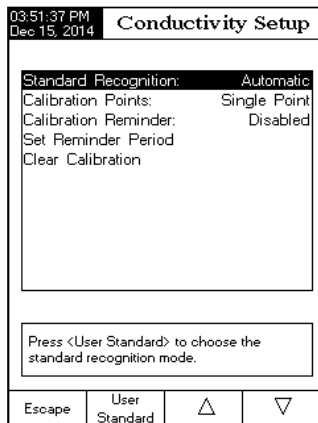 03:51:37 PM
Dec 15, 2014
Conductivity Setup
Standard Recognition: Automatic
Calibration Points: Single Point
Calibration Reminder: Disabled
Set Reminder Period
Clear Calibration
Press <User Standard> to choose the
standard recognition mode.
Escape
User
Standard